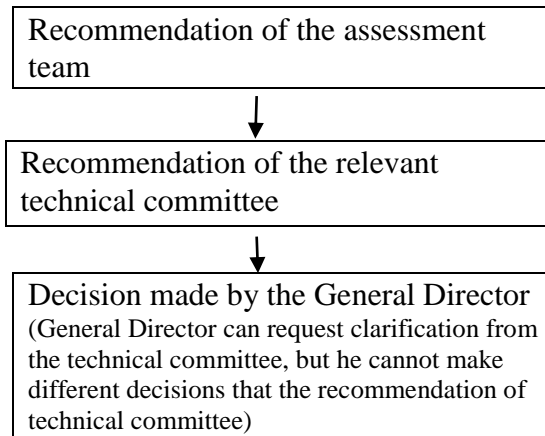 Recommendation of the assessment
team
Recommendation of the relevant
technical committee
Decision made by the General Director
(General Director can request clarification from
the technical committee, but he cannot make
different decisions that the recommendation of
technical committee)